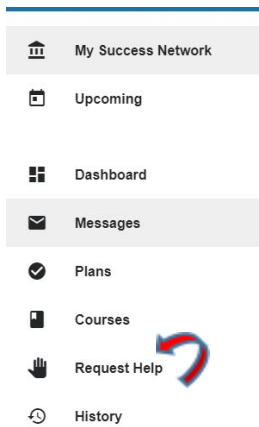 My Success Network
Upcoming
Dashboard
Messages
Plans
Courses
Request Help
History